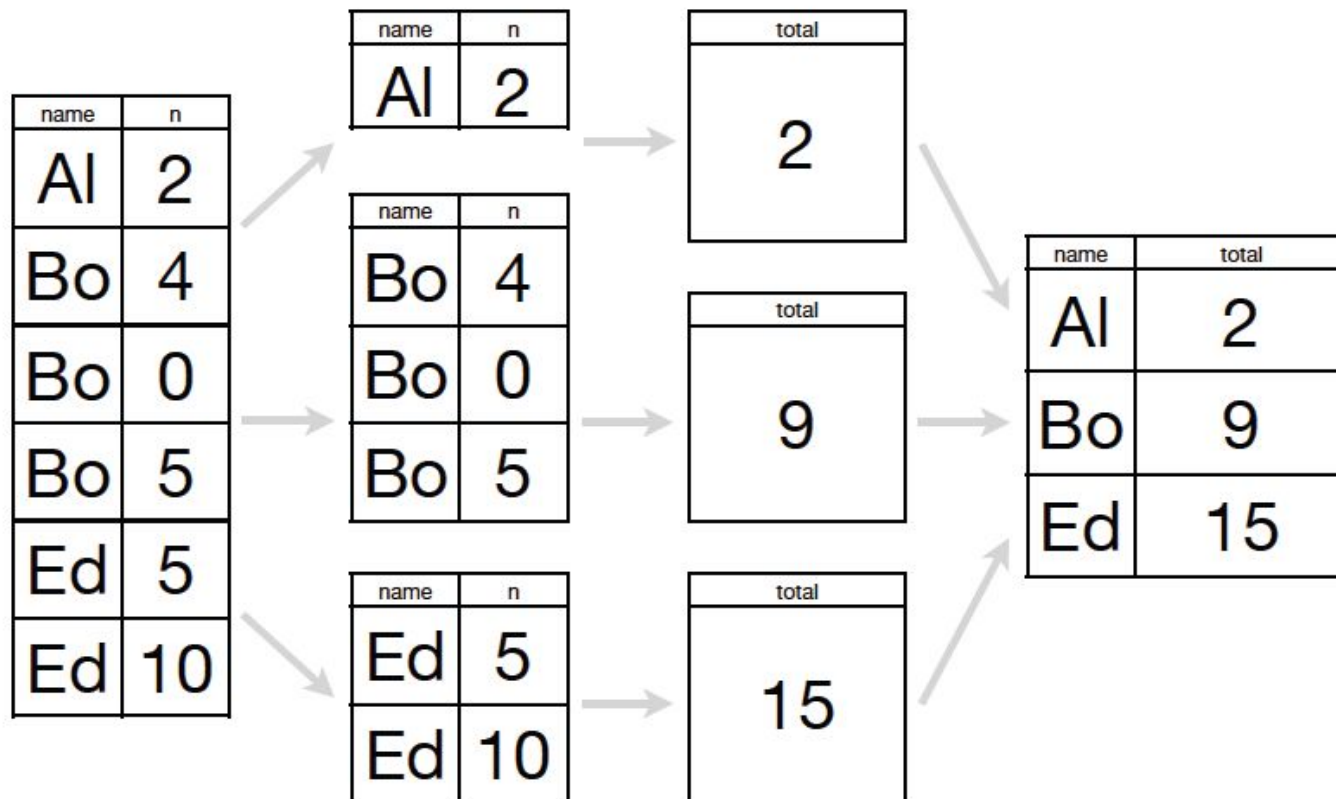 name n
Al 2
Bo 4
Bo 0
Bo 5
Ed 5
Ed 10
name n
Al 2
name n
Bo 4
Bo 0
Bo 5
name n
Ed 5
Ed 10
total
2
total
9
total
15
name total
Al 2
Bo 9
Ed 15